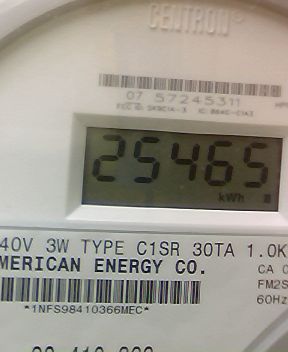 CENTRON®
07 57245311
25465
kWh
40V 3W TYPE C1SR 30TA 1.0K
MERICAN ENERGY CO.
CA 0
FM2S
60Hz
*1NFS98410366MEC*